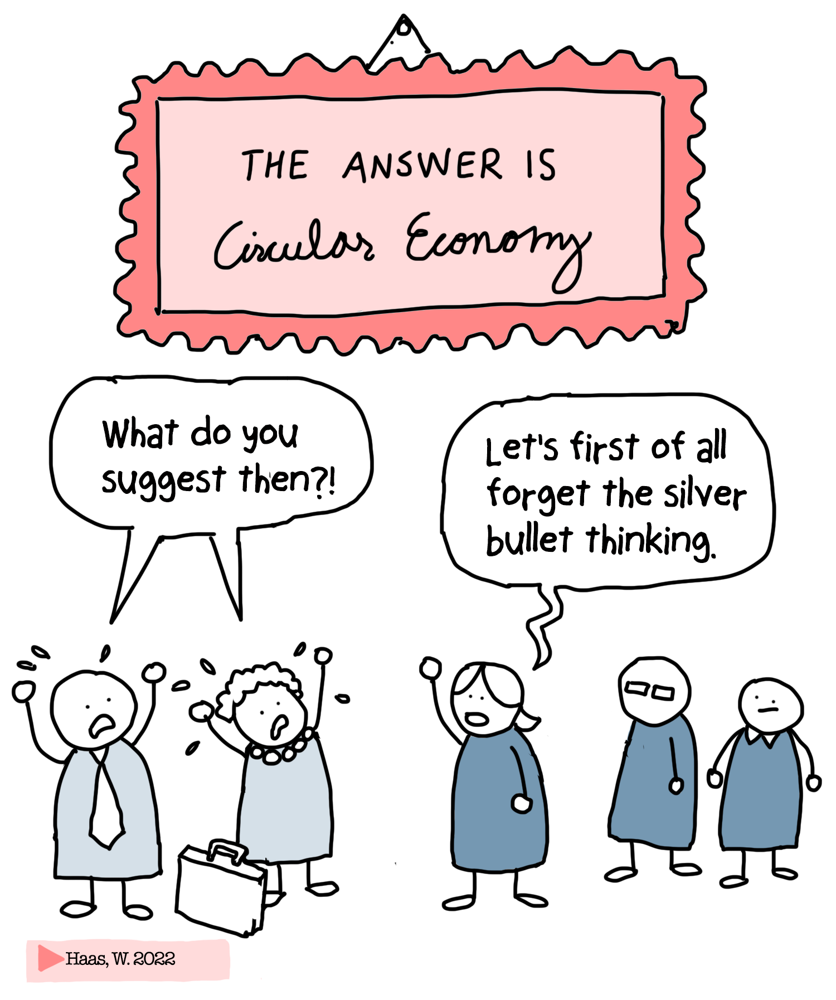 THE ANSWER IS
Circular Economy
What do you
suggest then?!
Let's first of all
forget the silver
bullet thinking.
Haas, W. 2022